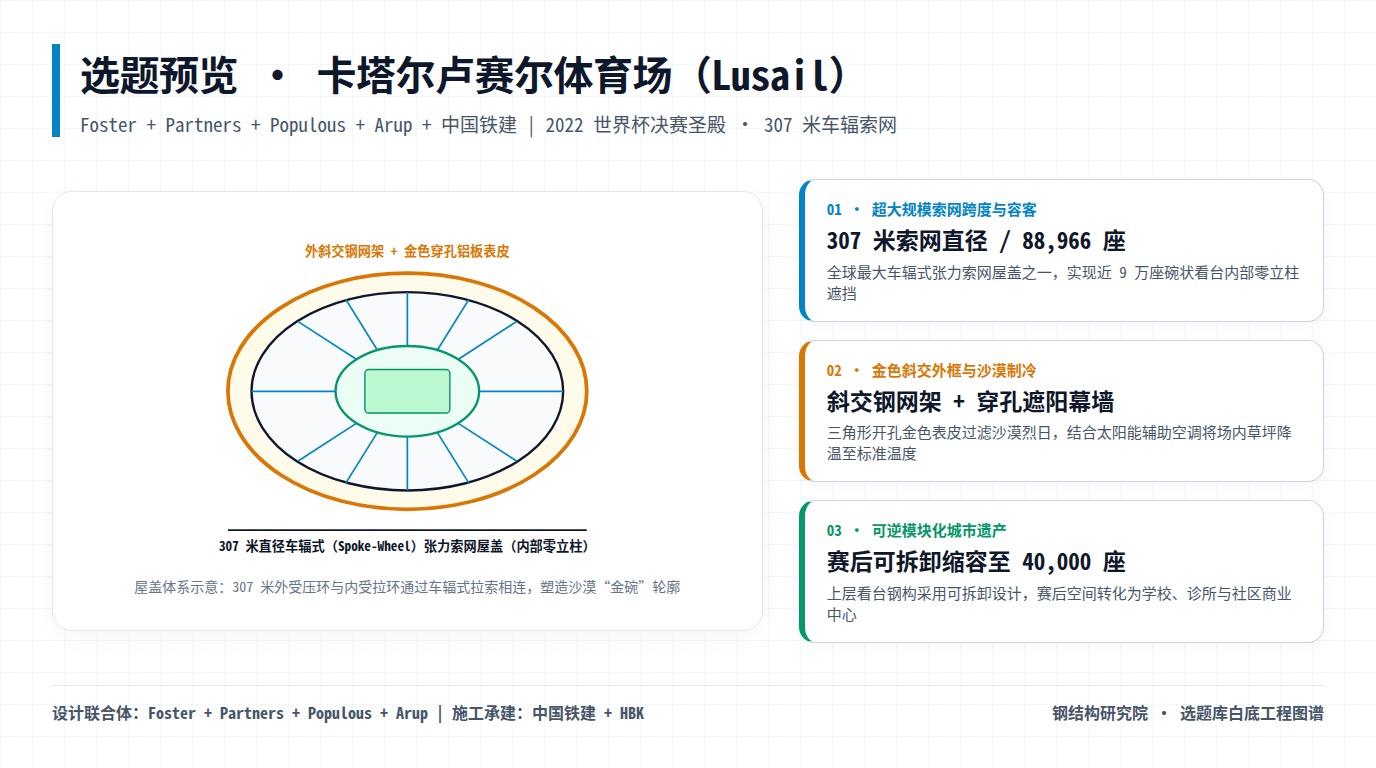 选题预览 · 卡塔尔卢赛尔体育场（Lusail）
Foster + Partners + Populous + Arup + 中国铁建 | 2022 世界杯决赛圣殿 · 307 米车辐索网
外斜交钢网架 + 金色穿孔铝板表皮
307 米直径车辐式（Spoke-Wheel）张力索网屋盖（内部零立柱）
屋盖体系示意：307 米外受压环与内受拉环通过车辐式拉索相连，塑造沙漠“金碗”轮廓
01 · 超大规模索网跨度与容客
307 米索网直径 / 88,966 座
全球最大车辐式张力索网屋盖之一，实现近 9 万座碗状看台内部零立柱
遮挡
02 · 金色斜交外框与沙漠制冷
斜交钢网架 + 穿孔遮阳幕墙
三角形开孔金色表皮过滤沙漠烈日，结合太阳能辅助空调将场内草坪降
温至标准温度
03 · 可逆模块化城市遗产
赛后可拆卸缩容至 40,000 座
上层看台钢构采用可拆卸设计，赛后空间转化为学校、诊所与社区商业
中心
设计联合体：Foster + Partners + Populous + Arup | 施工承建：中国铁建 + HBK
钢结构研究院 · 选题库白底工程图谱